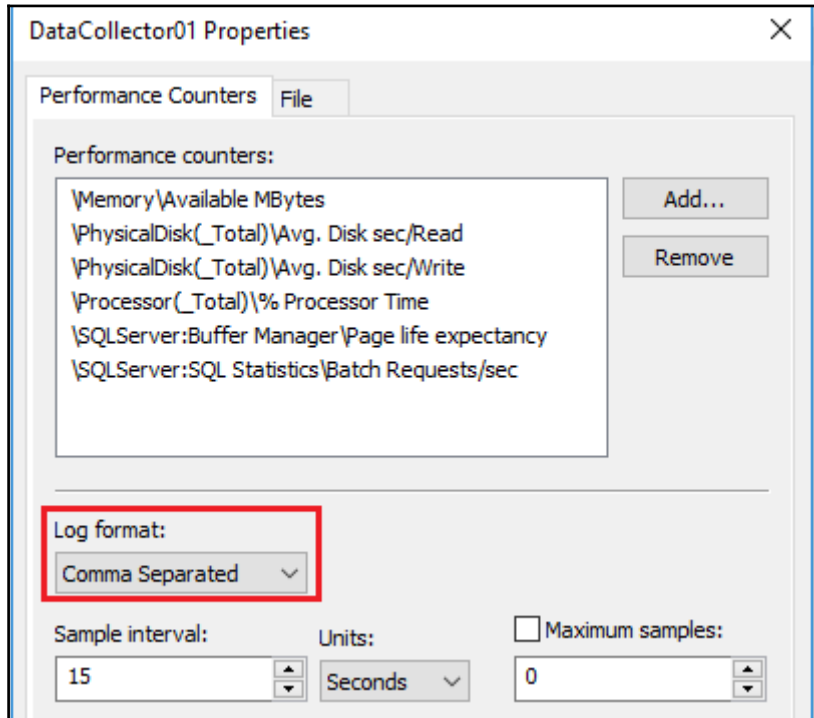 DataCollector01 Properties
Performance Counters File
Performance counters:
\Memory\Available MBytes
\PhysicalDisk(_Total)\Avg. Disk sec/Read
\PhysicalDisk(_Total)\Avg. Disk sec/Write
\Processor(_Total)\% Processor Time
\SQLServer:Buffer Manager\Page life expectancy
\SQLServer:SQL Statistics\Batch Requests/sec
Add...
Remove
Log format:
Comma Separated
Sample interval: Units: Maximum samples:
15 Seconds 0